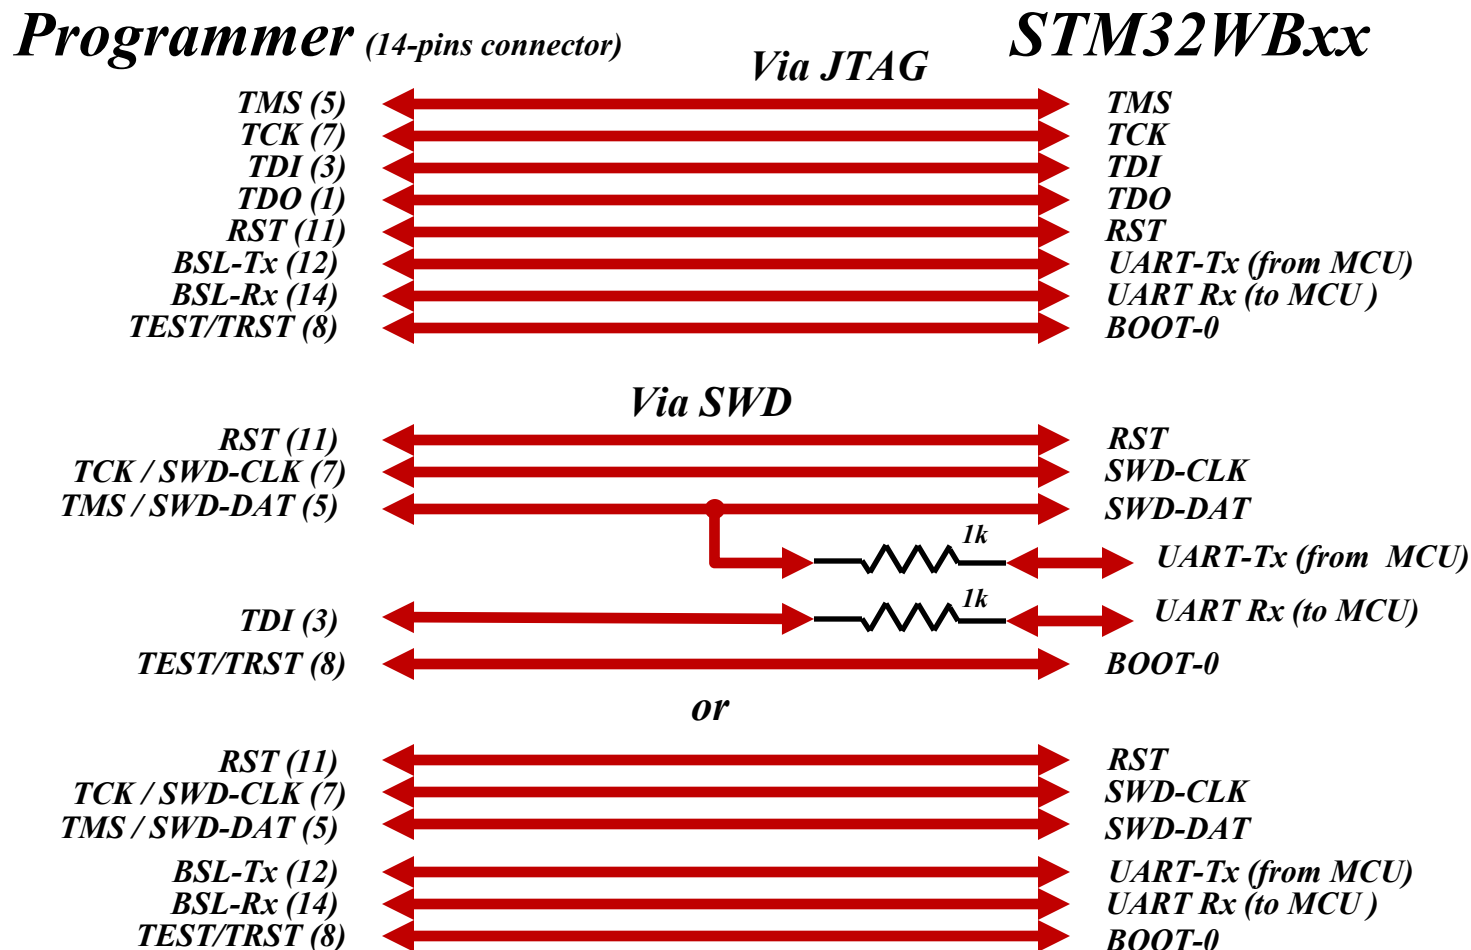 Programmer (14-pins connector) STM32WBxx
Via JTAG
TMS (5) TMS
TCK (7) TCK
TDI (3) TDI
TDO (1) TDO
RST (11) RST
BSL-Tx (12) UART-Tx (from MCU)
BSL-Rx (14) UART Rx (to MCU )
TEST/TRST (8) BOOT-0
Via SWD
RST (11) RST
TCK / SWD-CLK (7) SWD-CLK
TMS / SWD-DAT (5) SWD-DAT
1k UART-Tx (from MCU)
TDI (3) 1k UART Rx (to MCU)
TEST/TRST (8) BOOT-0
or
RST (11) RST
TCK / SWD-CLK (7) SWD-CLK
TMS / SWD-DAT (5) SWD-DAT
BSL-Tx (12) UART-Tx (from MCU)
BSL-Rx (14) UART Rx (to MCU )
TEST/TRST (8) BOOT-0